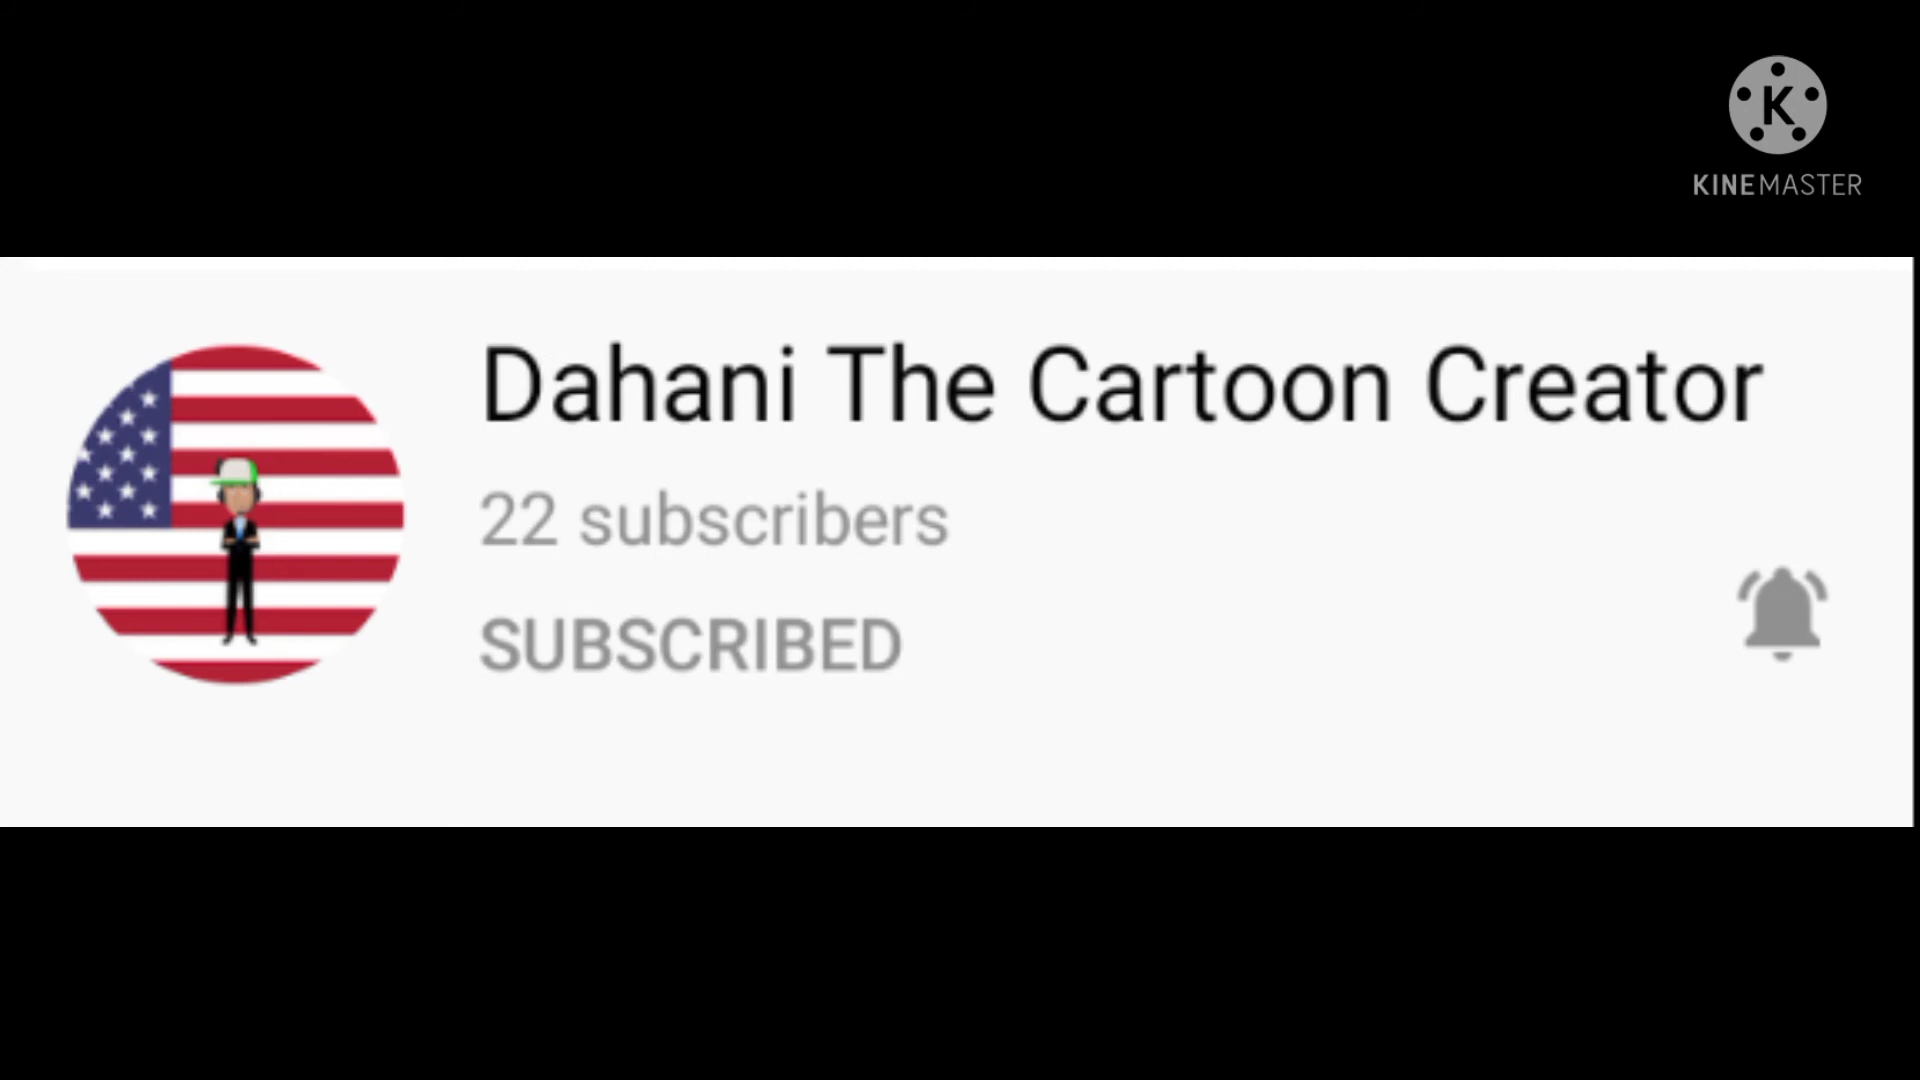 K
KINEMASTER
Dahani The Cartoon Creator
22 subscribers
SUBSCRIBED